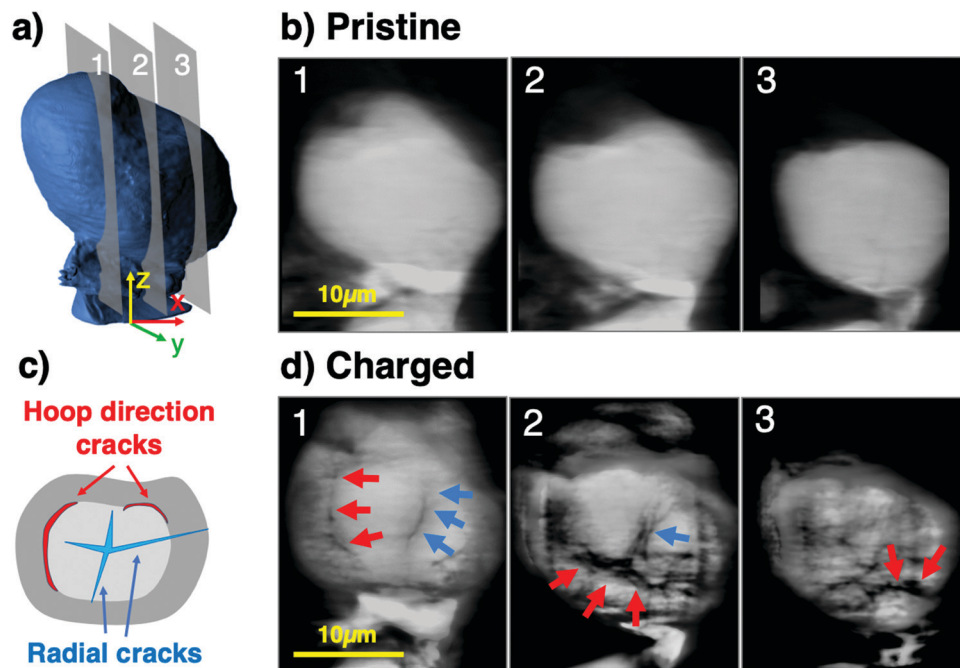 a)
1
2
3
z
x
y
b) Pristine
1
2
3
10μm
c)
Hoop direction
cracks
Radial cracks
d) Charged
1
2
3
10μm